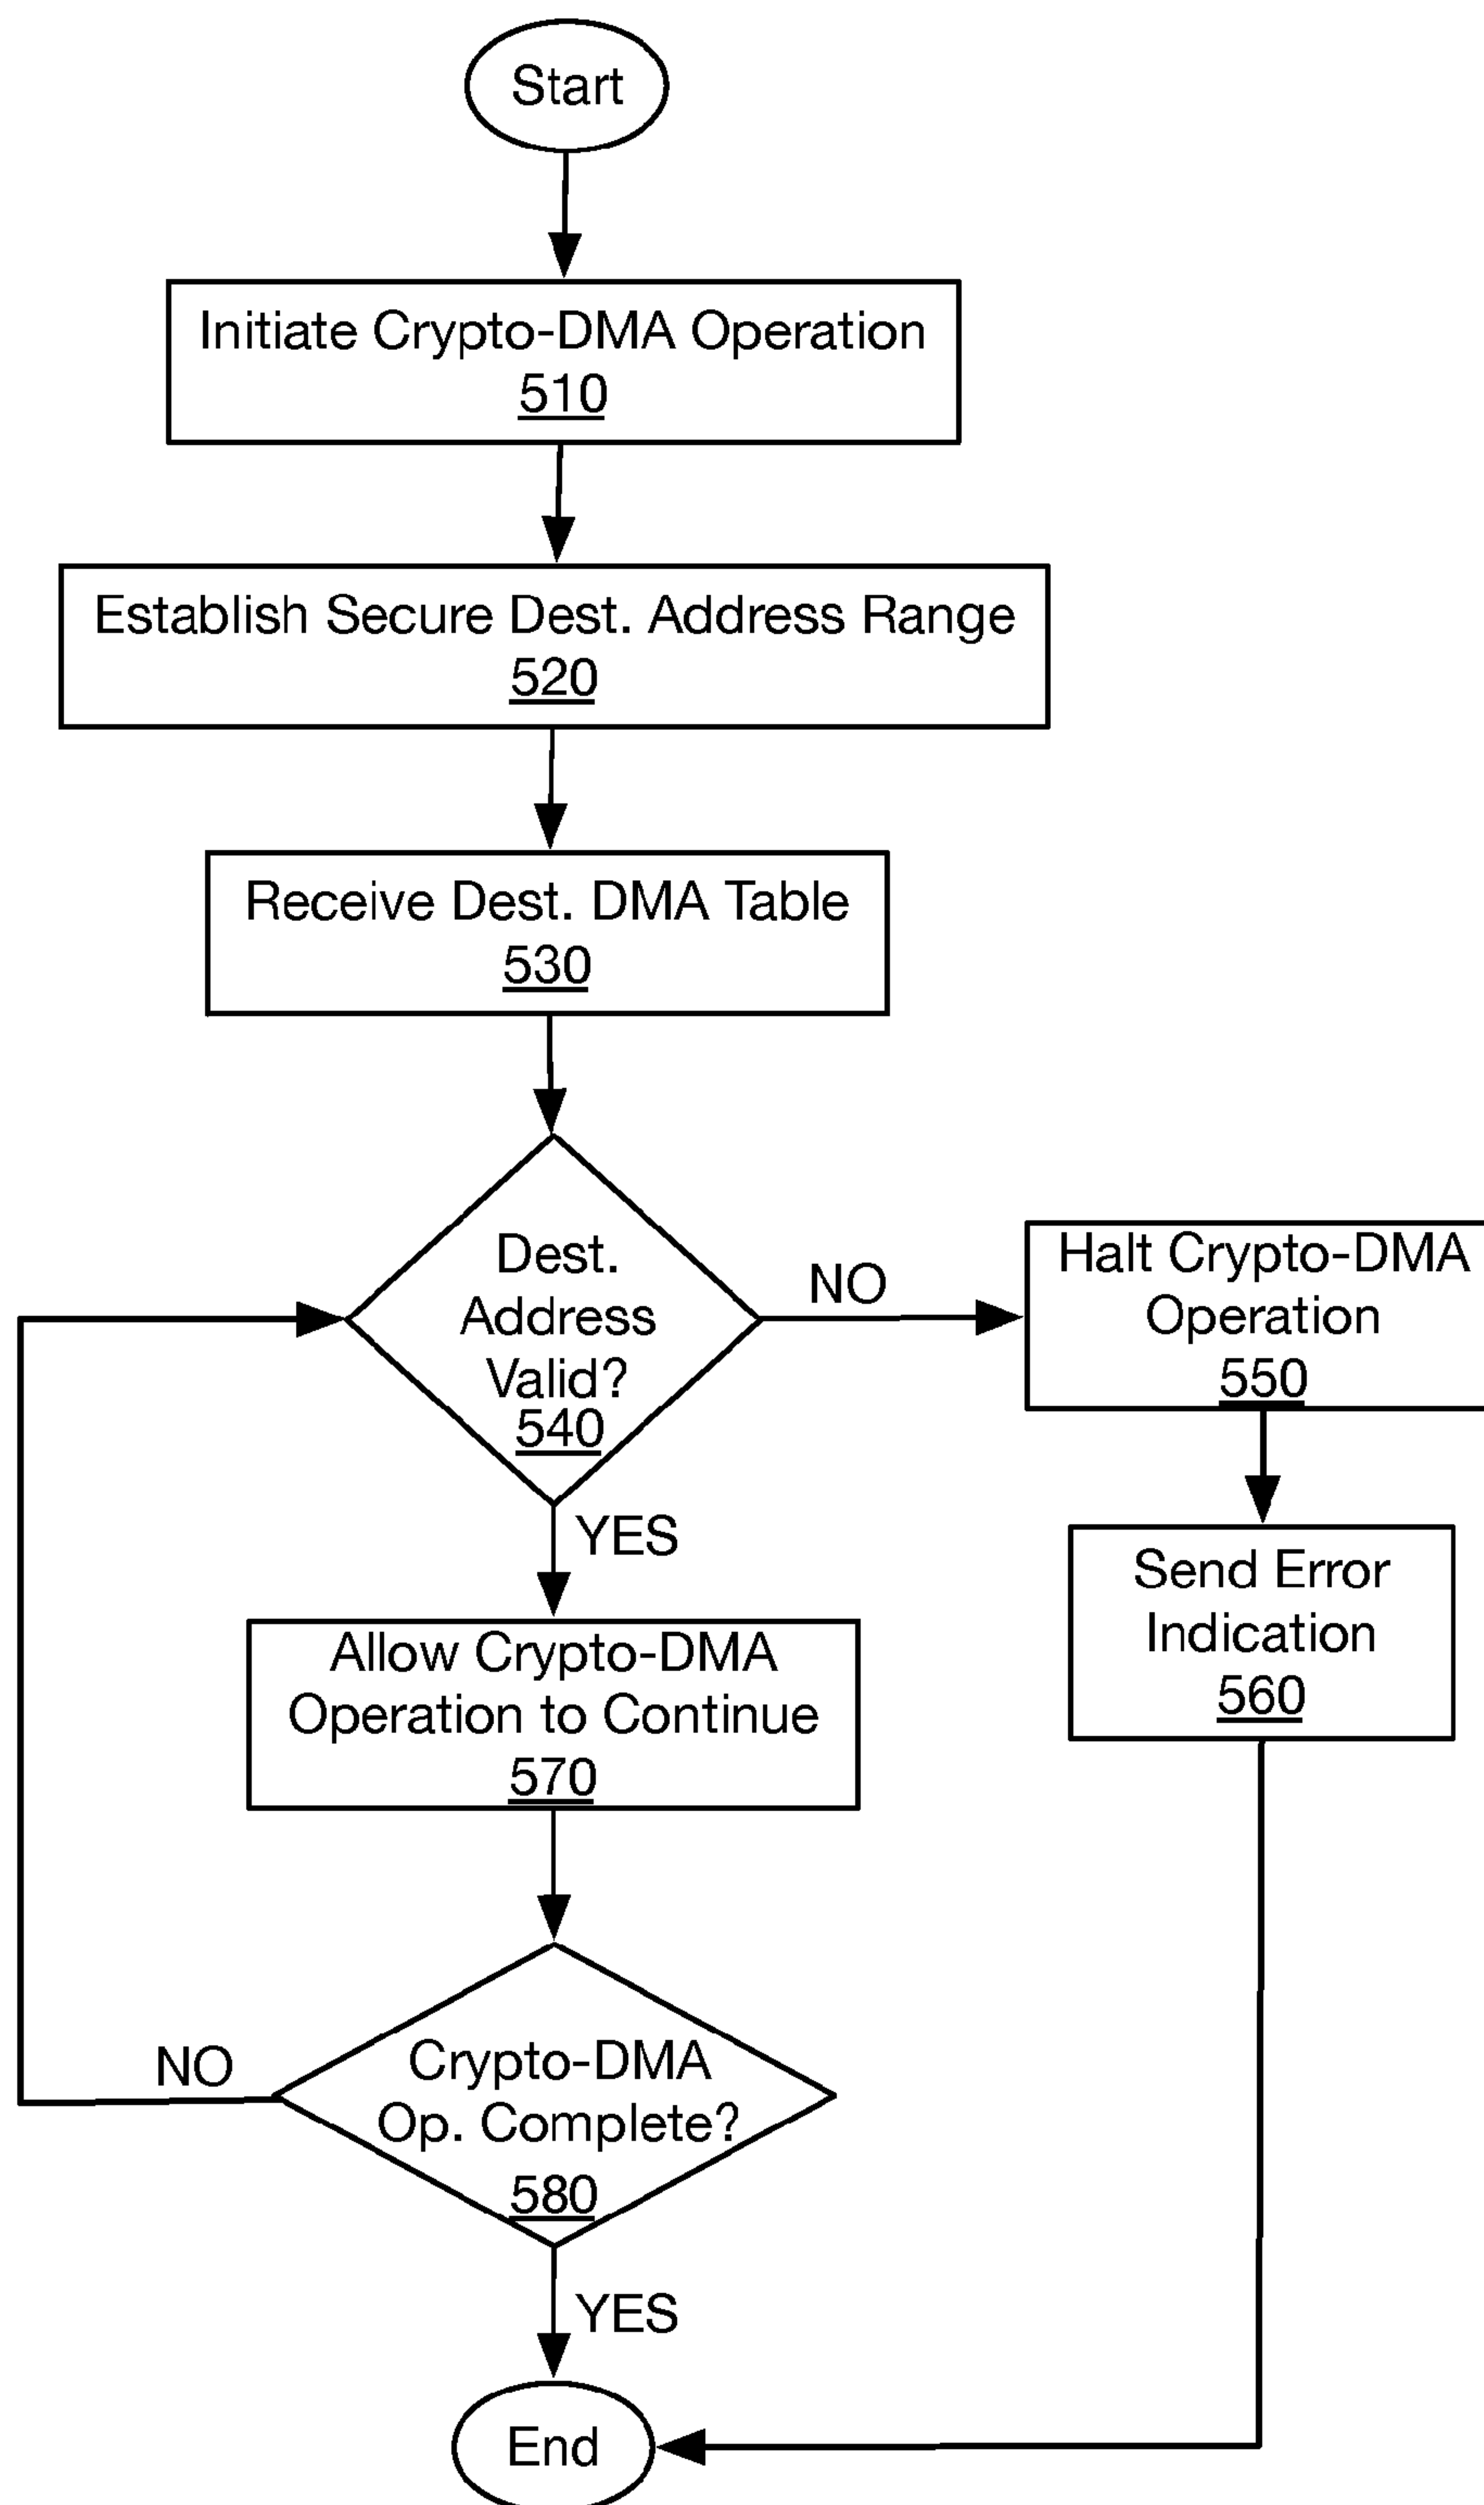 Start
Initiate Crypto-DMA Operation
510
Establish Secure Dest. Address Range
520
Receive Dest. DMA Table
530
Dest.
Address
Valid?
540
NO
Halt Crypto-DMA
Operation
550
YES
Send Error
Indication
560
Allow Crypto-DMA
Operation to Continue
570
NO
Crypto-DMA
Op. Complete?
580
YES
End